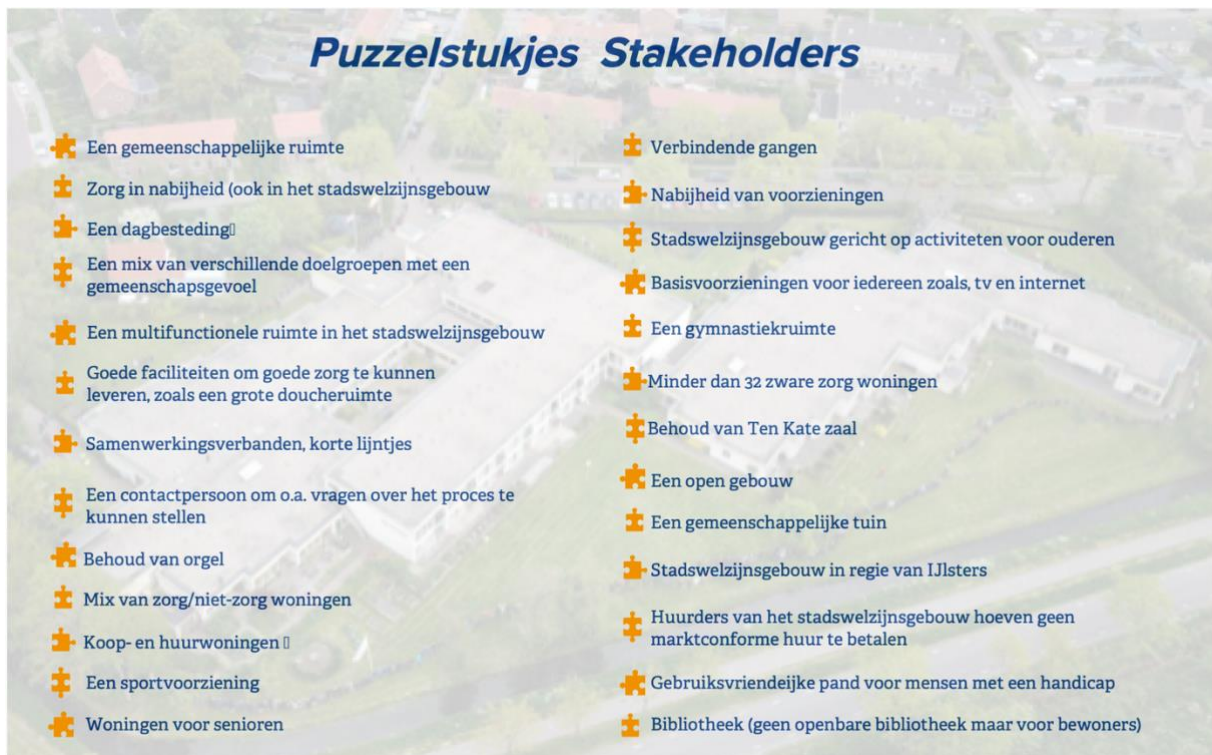 Puzzelstukjes Stakeholders
Een gemeenschappelijke ruimte
Zorg in nabijheid (ook in het stadswelzijnsgebouw
Een dagbesteding
Een mix van verschillende doelgroepen met een
gemeenschapsgevoel
Een multifunctionele ruimte in het stadswelzijnsgebouw
Goede faciliteiten om goede zorg te kunnen
leveren, zoals een grote doucheruimte
Samenwerkingsverbanden, korte lijntjes
Een contactpersoon om o.a. vragen over het proces te
kunnen stellen
Behoud van orgel
Mix van zorg/niet-zorg woningen
Koop- en huurwoningen
Een sportvoorziening
Woningen voor senioren
Verbindende gangen
Nabijheid van voorzieningen
Stadswelzijnsgebouw gericht op activiteten voor ouderen
Basisvoorzieningen voor iedereen zoals, tv en internet
Een gymnastiekruimte
Minder dan 32 zware zorg woningen
Behoud van Ten Kate zaal
Een open gebouw
Een gemeenschappelijke tuin
Stadswelzijnsgebouw in regie van IJlsters
Huurders van het stadswelzijnsgebouw hoeven geen
marktconforme huur te betalen
Gebruiksvriendeijke pand voor mensen met een handicap
Bibliotheek (geen openbare bibliotheek maar voor bewoners)